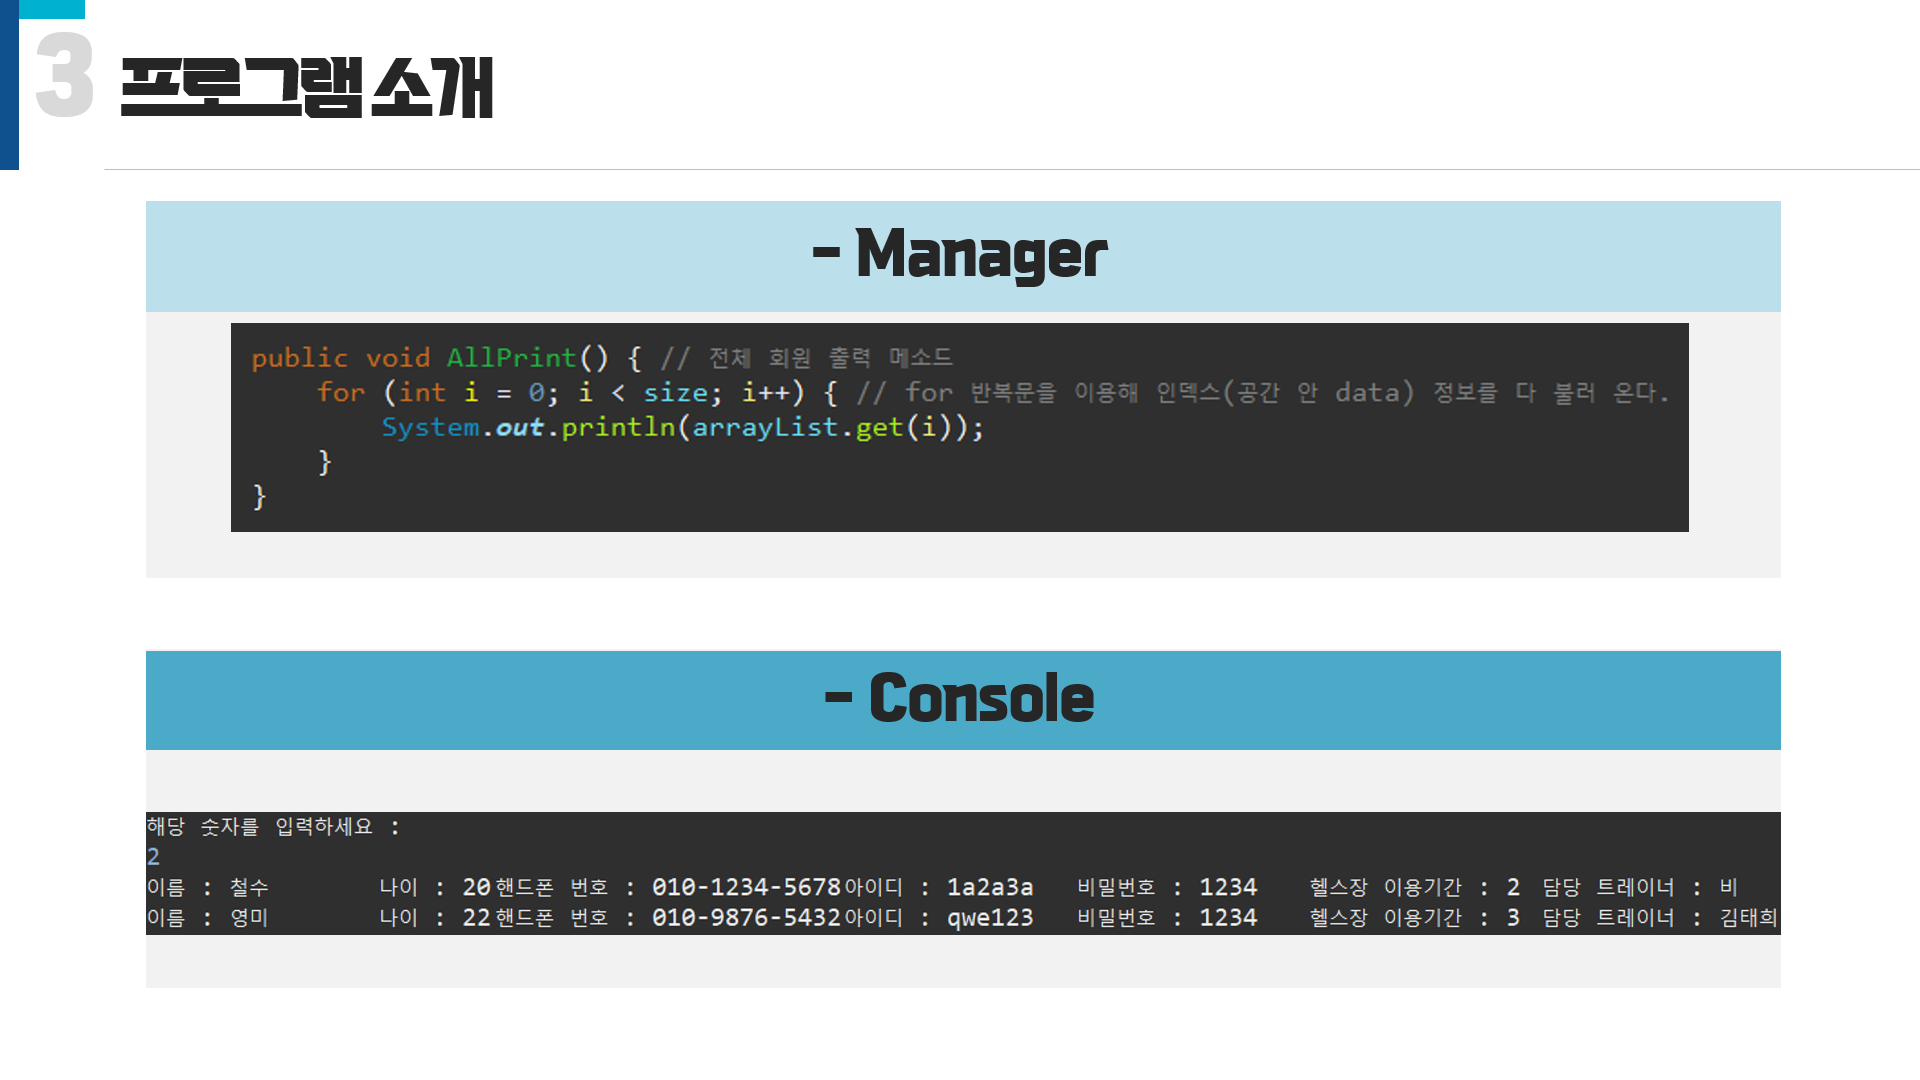 3 프로그램 소개
- Manager
public void AllPrint() { // 전체 회원 출력 메소드
for (int i = 0; i < size; i++) { // for 반복문을 이용해 인덱스(공간 안 data) 정보를 다 불러 온다.
System.out.println(arrayList.get(i));
}
}
- Console
해당 숫자를 입력하세요 :
2
이름 : 철수 나이 : 20 핸드폰 번호 : 010-1234-5678 아이디 : 1a2a3a 비밀번호 : 1234 헬스장 이용기간 : 2 담당 트레이너 : 비
이름 : 영미 나이 : 22 핸드폰 번호 : 010-9876-5432 아이디 : qwe123 비밀번호 : 1234 헬스장 이용기간 : 3 담당 트레이너 : 김태희